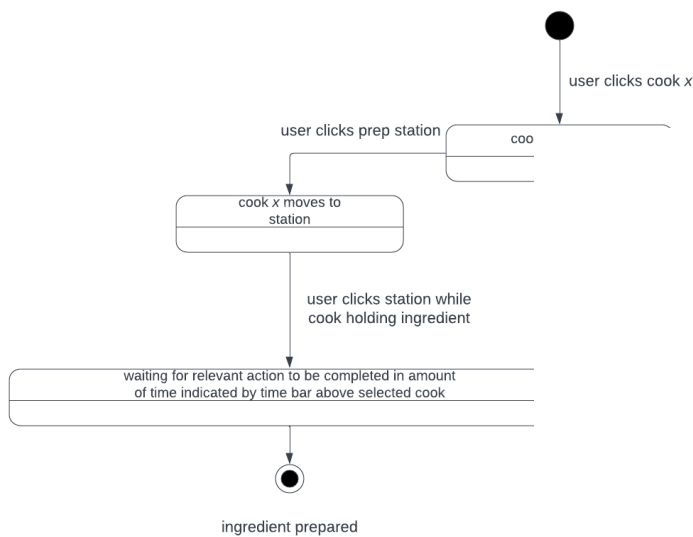 user clicks cook x
user clicks prep station
cook x moves to
station
user clicks station while
cook holding ingredient
waiting for relevant action to be completed in amount
of time indicated by time bar above selected cook
ingredient prepared